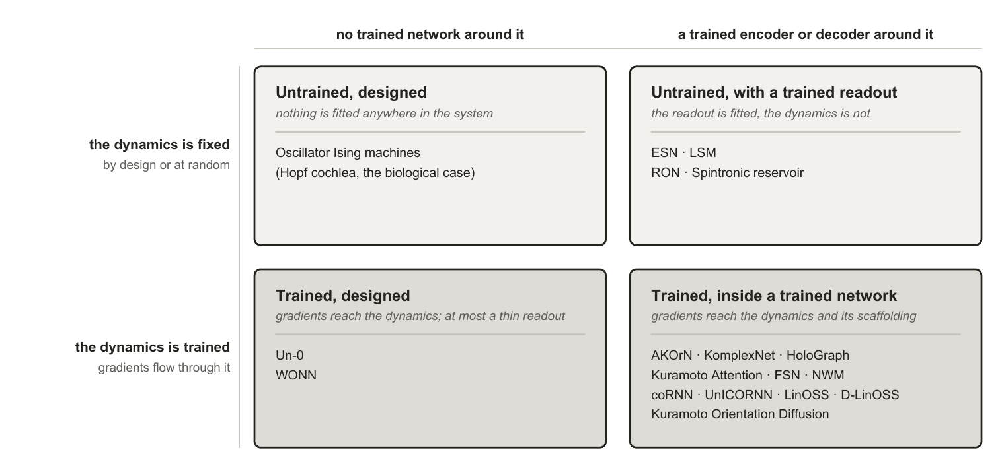 no trained network around it
a trained encoder or decoder around it
the dynamics is fixed
by design or at random
Untrained, designed
nothing is fitted anywhere in the system
Oscillator Ising machines
(Hopf cochlea, the biological case)
Untrained, with a trained readout
the readout is fitted, the dynamics is not
ESN · LSM
RON · Spintronic reservoir
the dynamics is trained
gradients flow through it
Trained, designed
gradients reach the dynamics; at most a thin readout
Un-0
WONN
Trained, inside a trained network
gradients reach the dynamics and its scaffolding
AKOrN · KomplexNet · HoloGraph
Kuramoto Attention · FSN · NWM
coRNN · UnICORNN · LinOSS · D-LinOSS
Kuramoto Orientation Diffusion